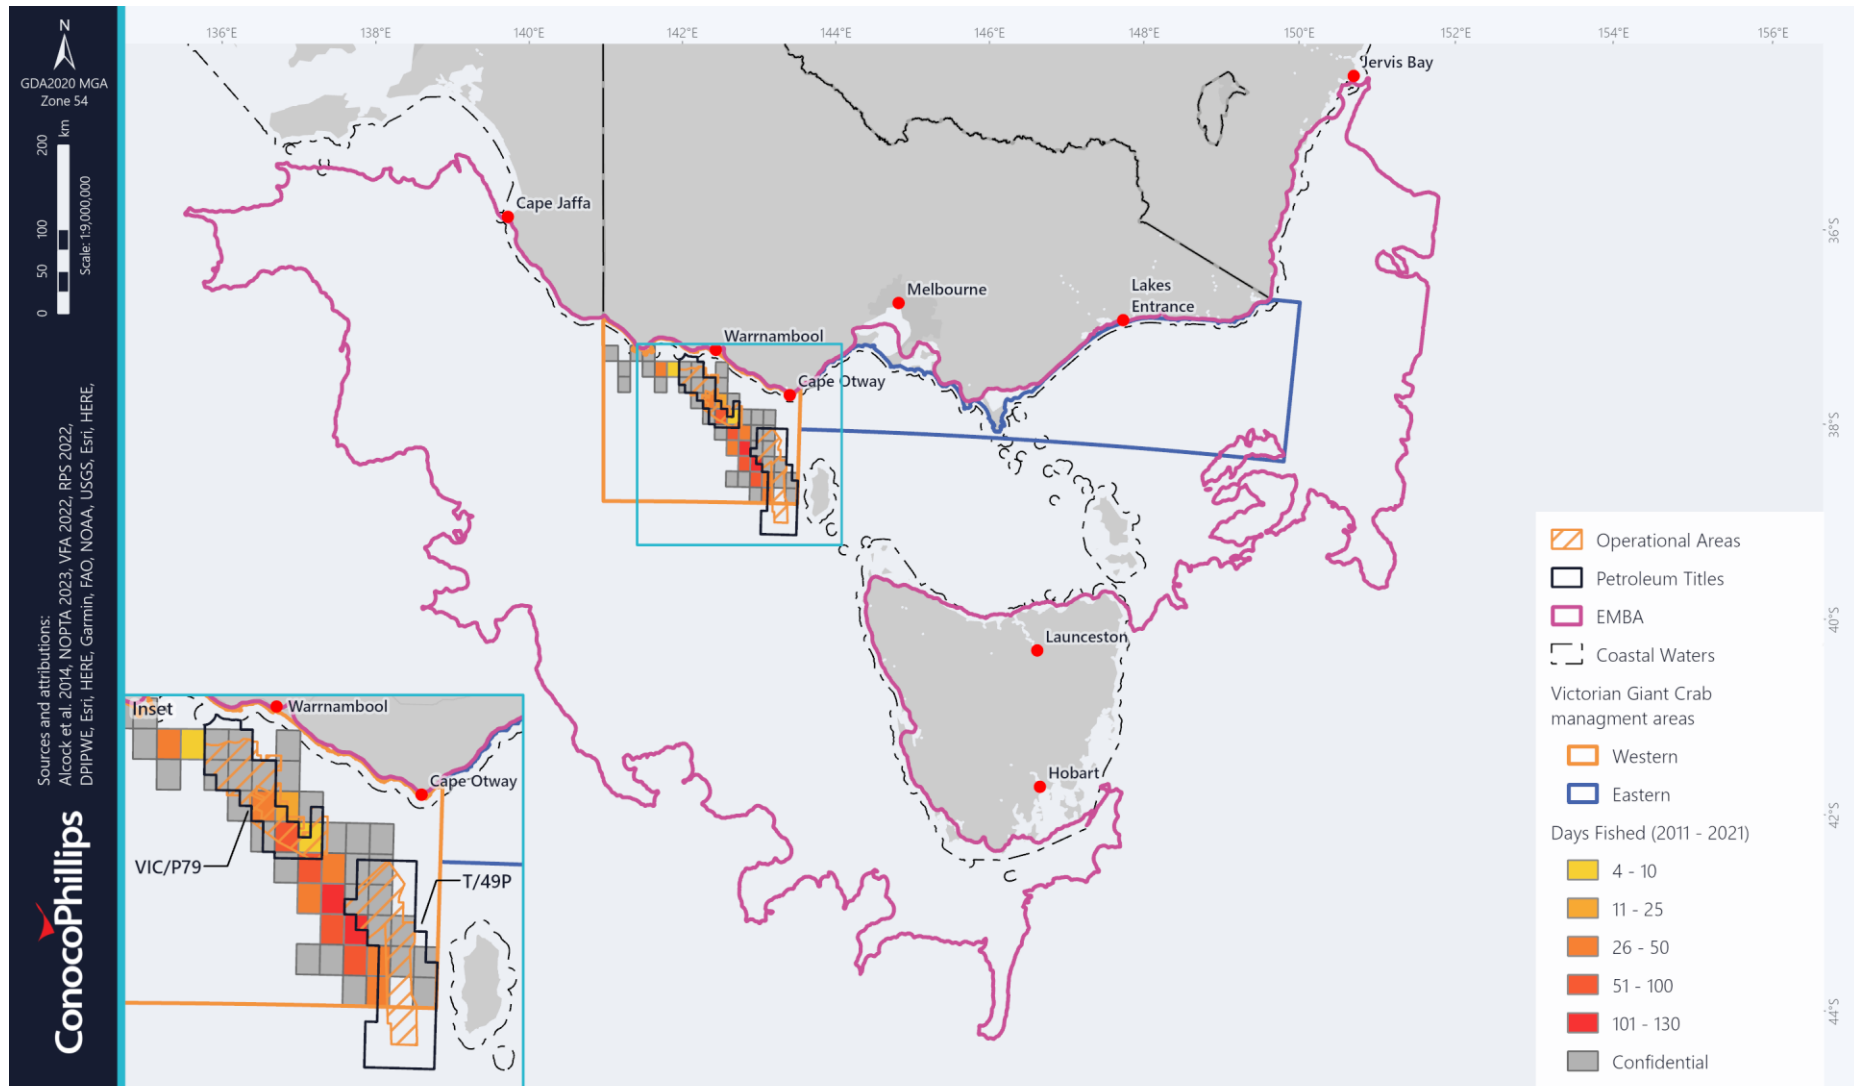 N
GDA2020 MGA
Zone 54
200
100
50
0
km
Scale: 1:9,000,000
Sources and attributions:
Alcock et al. 2014, NOPTA 2023, VFA 2022, RPS 2022,
DPIPWE, Esri, HERE, Garmin, FAO, NOAA, USGS, Esri, HERE,
ConocoPhillips
136°E
138°E
140°E
142°E
144°E
146°E
148°E
150°E
152°E
154°E
156°E
36°S
38°S
40°S
42°S
44°S
Jervis Bay
Cape Jaffa
Melbourne
Lakes
Entrance
Warrnambool
Cape Otway
Launceston
Hobart
Inset
Warrnambool
Cape Otway
VIC/P79
T/49P
Operational Areas
Petroleum Titles
EMBA
Coastal Waters
Victorian Giant Crab
managment areas
Western
Eastern
Days Fished (2011 - 2021)
4 - 10
11 - 25
26 - 50
51 - 100
101 - 130
Confidential